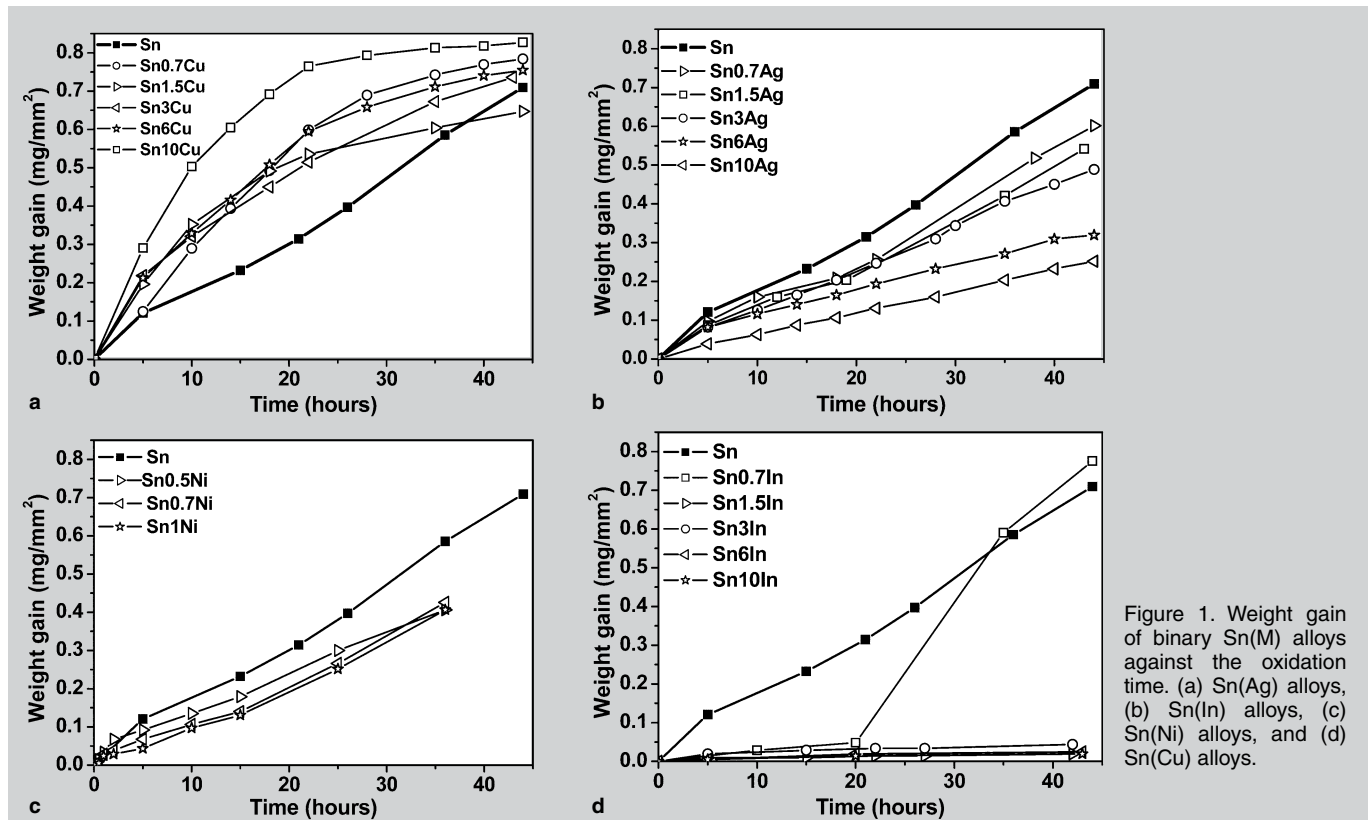 Weight gain (mg/mm²)
0.8
0.7
0.6
0.5
0.4
0.3
0.2
0.1
0.0
Sn
Sn0.7Cu
Sn1.5Cu
Sn3Cu
Sn6Cu
Sn10Cu
0 10 20 30 40
Time (hours)
a
Weight gain (mg/mm²)
0.8
0.7
0.6
0.5
0.4
0.3
0.2
0.1
0.0
Sn
Sn0.7Ag
Sn1.5Ag
Sn3Ag
Sn6Ag
Sn10Ag
0 10 20 30 40
Time (hours)
b
Weight gain (mg/mm²)
0.8
0.7
0.6
0.5
0.4
0.3
0.2
0.1
0.0
Sn
Sn0.5Ni
Sn0.7Ni
Sn1Ni
0 10 20 30 40
Time (hours)
c
Weight gain (mg/mm²)
0.8
0.7
0.6
0.5
0.4
0.3
0.2
0.1
0.0
Sn
Sn0.7In
Sn1.5In
Sn3In
Sn6In
Sn10In
0 10 20 30 40
Time (hours)
d
Figure 1. Weight gain
of binary Sn(M) alloys
against the oxidation
time. (a) Sn(Ag) alloys,
(b) Sn(In) alloys, (c)
Sn(Ni) alloys, and (d)
Sn(Cu) alloys.